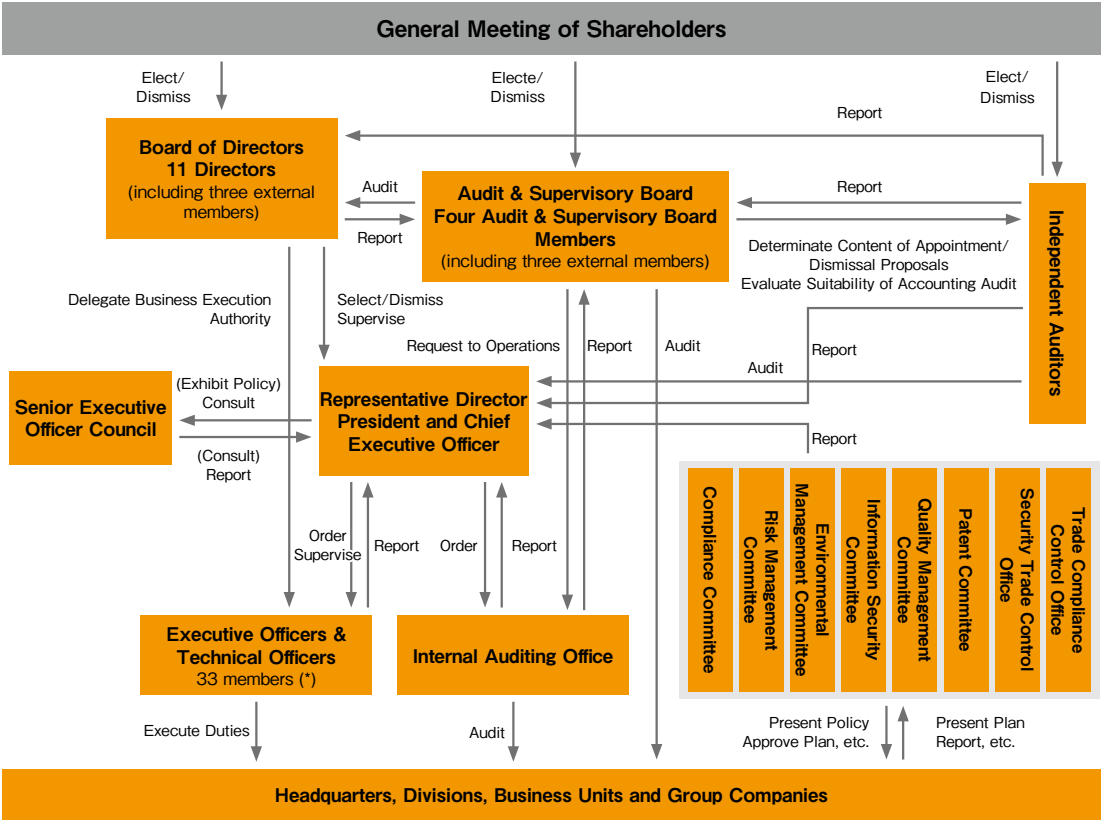 General Meeting of Shareholders
Elect/
Dismiss
Electe/
Dismiss
Elect/
Dismiss
Report
Board of Directors
11 Directors
(including three external
members)
Audit
Report
Audit & Supervisory Board
Four Audit & Supervisory Board
Members
(including three external members)
Report
Determinate Content of Appointment/
Dismissal Proposals
Evaluate Suitability of Accounting Audit
Independent Auditors
Delegate Business Execution
Authority
Select/Dismiss
Supervise
Request to Operations
Report
Audit
Report
Audit
Senior Executive
Officer Council
(Exhibit Policy)
Consult
(Consult)
Report
Representative Director
President and Chief
Executive Officer
Report
Order
Supervise
Report
Order
Report
Compliance Committee
Risk Management
Committee
Environmental
Management Committee
Information Security
Committee
Quality Management
Committee
Patent Committee
Security Trade Control
Office
Trade Compliance
Control Office
Executive Officers &
Technical Officers
33 members (*)
Internal Auditing Office
Execute Duties
Audit
Present Policy
Approve Plan, etc.
Present Plan
Report, etc.
Headquarters, Divisions, Business Units and Group Companies